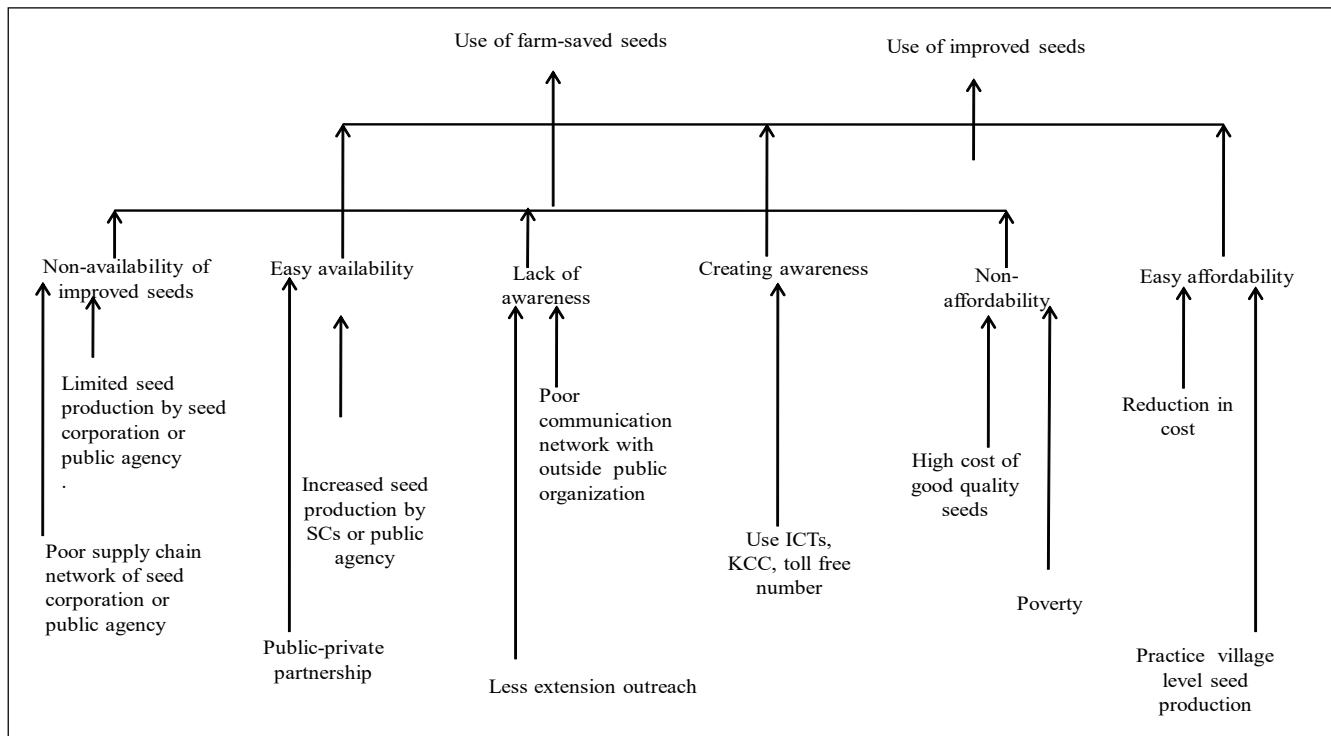 Use of farm-saved seeds
Use of improved seeds
Non-availability of
improved seeds
Easy availability
Lack of
awareness
Creating awareness
Non-
affordability
Easy affordability
Limited seed
production by seed
corporation or
public agency
.
Poor
communication
network with
outside public
organization
Reduction in
cost
High cost of
good quality
seeds
Increased seed
production by
SCs or public
agency
Use ICTs,
KCC, toll free
number
Poor supply chain
network of seed
corporation or
public agency
Poverty
Public-private
partnership
Less extension outreach
Practice village
level seed
production